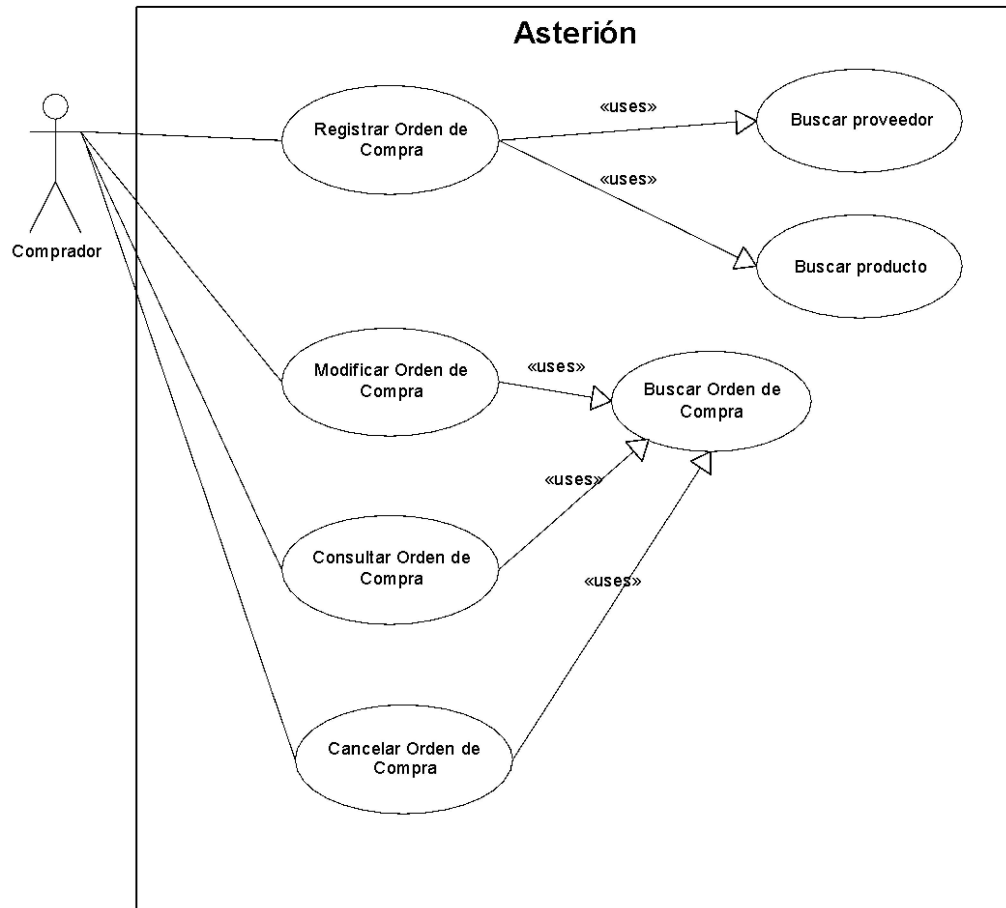 Asterión
Registrar Orden de
Compra
«uses»
Buscar proveedor
«uses»
Buscar producto
Comprador
Modificar Orden de
Compra
«uses»
Buscar Orden de
Compra
«uses»
Consultar Orden de
Compra
«uses»
Cancelar Orden de
Compra